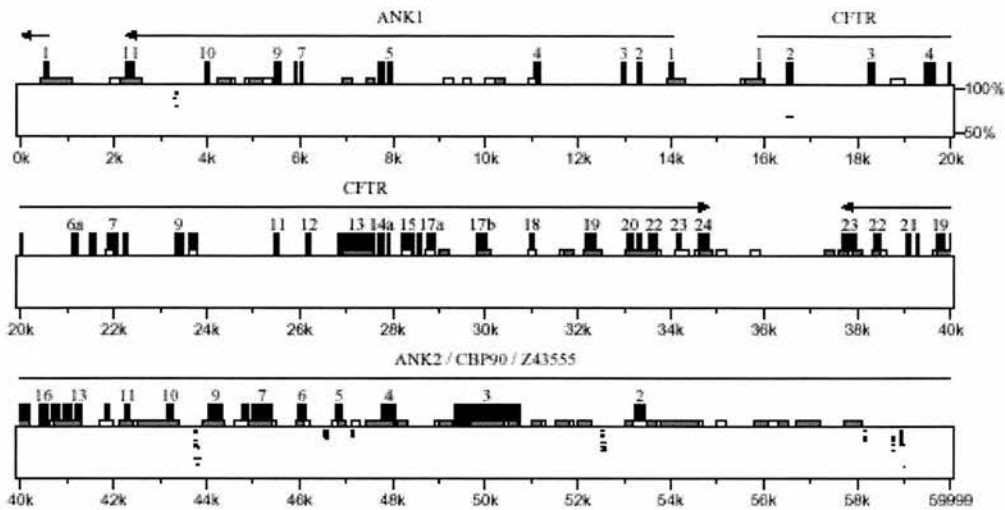 ANK1 CFTR
1 11 10 9 7 5 4 3 2 1 1 2 3 4
100%
50%
0k 2k 4k 6k 8k 10k 12k 14k 16k 18k 20k
CFTR
6a 7 9 11 12 13 14a 15 17a 17b 18 19 20 22 23 24 23 22 21 19
20k 22k 24k 26k 28k 30k 32k 34k 36k 38k 40k
ANK2 / CBP90 / Z43555
16 13 11 10 9 7 6 5 4 3 2
40k 42k 44k 46k 48k 50k 52k 54k 56k 58k 59999